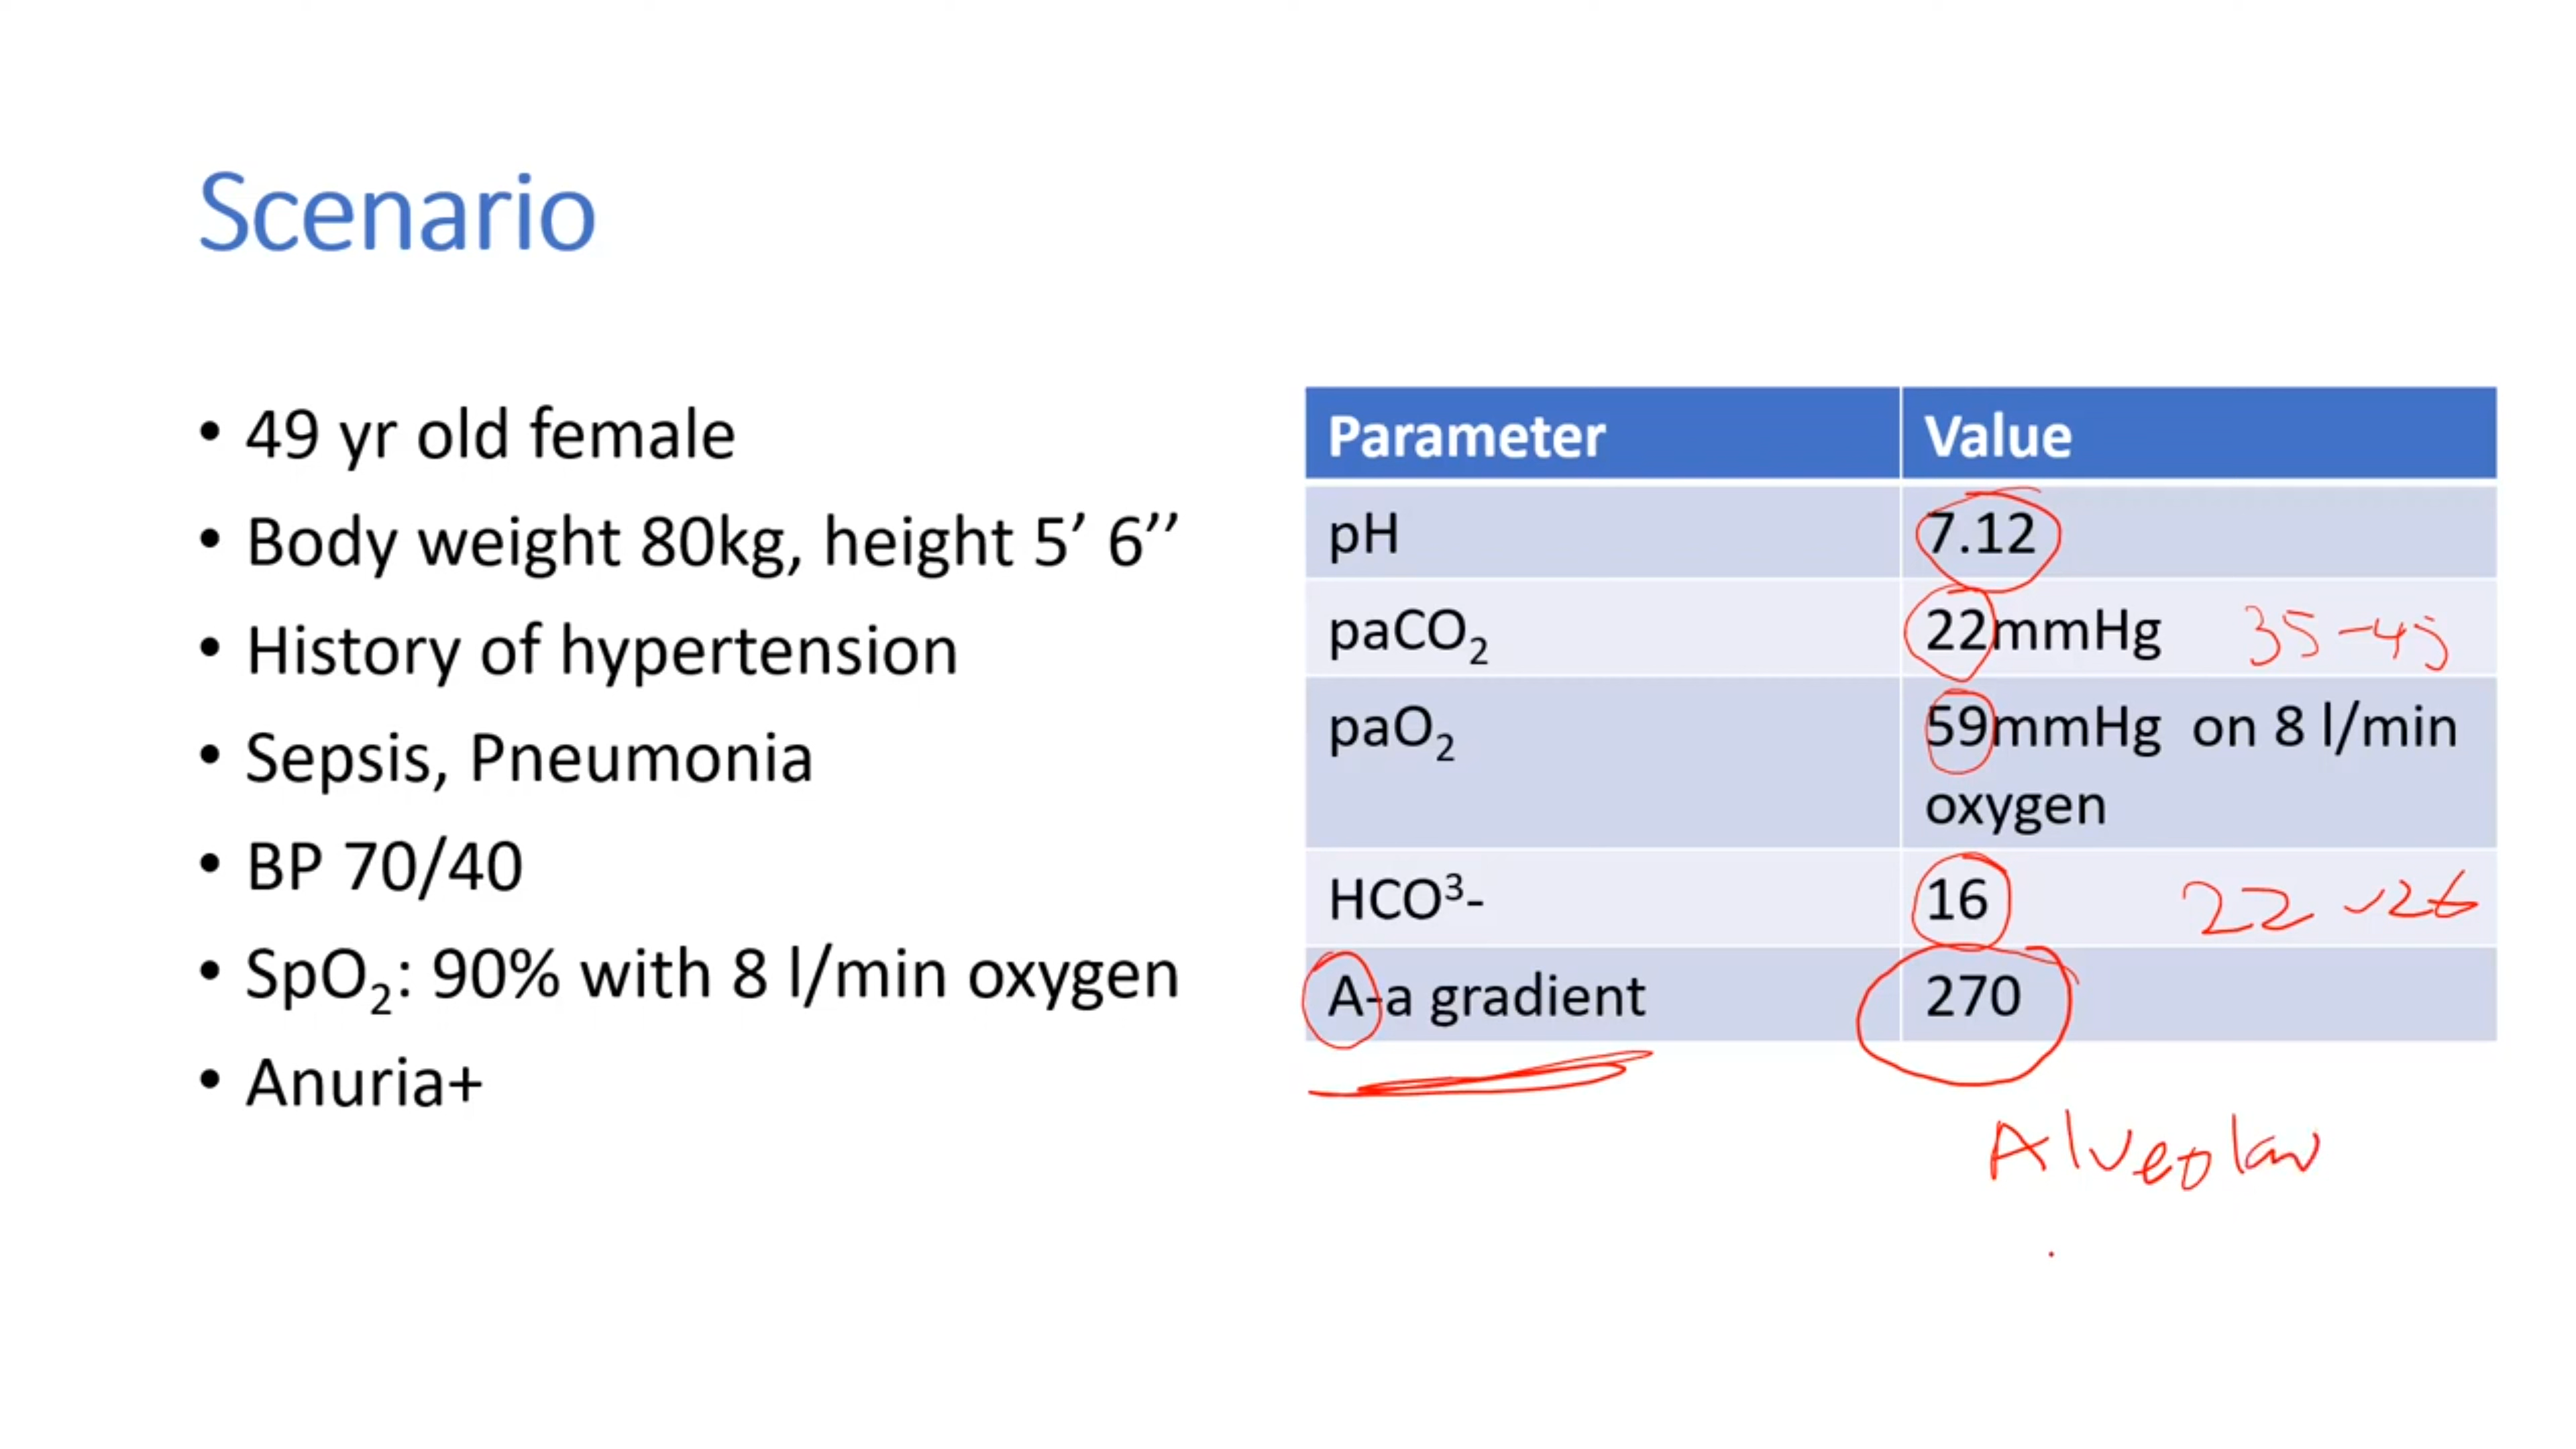 Scenario
• 49 yr old female
• Body weight 80kg, height 5’ 6’’
• History of hypertension
• Sepsis, Pneumonia
• BP 70/40
• SpO₂: 90% with 8 l/min oxygen
• Anuria+
Parameter Value
pH 7.12
paCO₂ 22mmHg 35-45
paO₂ 59mmHg on 8 l/min
oxygen
HCO³- 16 22-26
A-a gradient 270
Alveolar